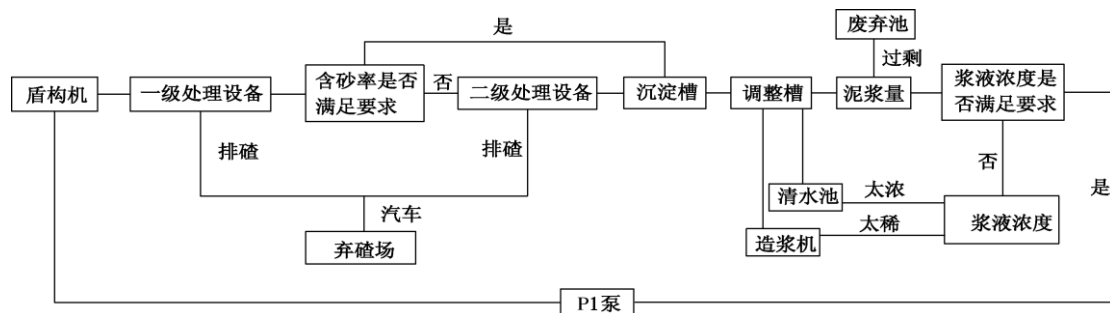 废弃池
是
过剩
盾构机
一级处理设备
含砂率是否
满足要求
否
二级处理设备
沉淀槽
调整槽
泥浆量
浆液浓度是
否满足要求
排碴
排碴
否
是
清水池
太浓
汽车
浆液浓度
弃碴场
造浆机
太稀
P1泵